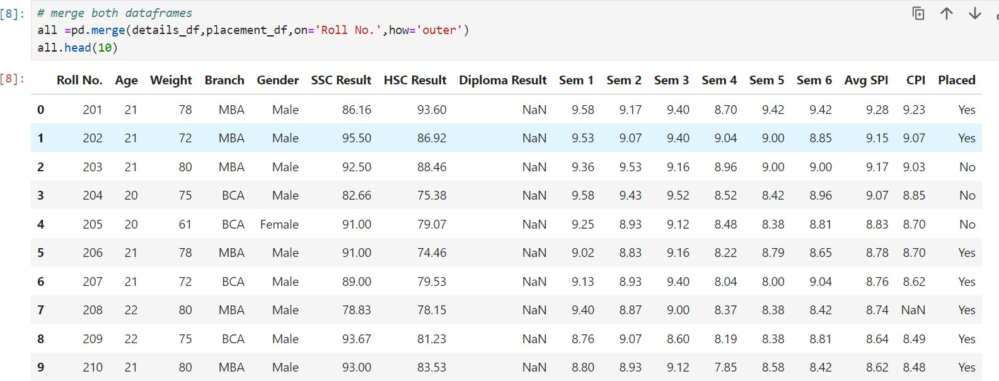 [8]: # merge both dataframes
all =pd.merge(details_df,placement_df,on='Roll No.',how='outer')
all.head(10)
[8]: Roll No. Age Weight Branch Gender SSC Result HSC Result Diploma Result Sem 1 Sem 2 Sem 3 Sem 4 Sem 5 Sem 6 Avg SPI CPI Placed
0 201 21 78 MBA Male 86.16 93.60 NaN 9.58 9.17 9.40 8.70 9.42 9.42 9.28 9.23 Yes
1 202 21 72 MBA Male 95.50 86.92 NaN 9.53 9.07 9.40 9.04 9.00 8.85 9.15 9.07 Yes
2 203 21 80 MBA Male 92.50 88.46 NaN 9.36 9.53 9.16 8.96 9.00 9.00 9.17 9.03 No
3 204 20 75 BCA Male 82.66 75.38 NaN 9.58 9.43 9.52 8.52 8.42 8.96 9.07 8.85 No
4 205 20 61 BCA Female 91.00 79.07 NaN 9.25 8.93 9.12 8.48 8.38 8.81 8.83 8.70 No
5 206 21 78 MBA Male 91.00 74.46 NaN 9.02 8.83 9.16 8.22 8.79 8.65 8.78 8.70 Yes
6 207 21 72 BCA Male 89.00 79.53 NaN 9.13 8.93 9.40 8.04 8.00 9.04 8.76 8.62 Yes
7 208 22 80 MBA Male 78.83 78.15 NaN 9.40 8.87 9.00 8.37 8.38 8.42 8.74 NaN Yes
8 209 22 75 BCA Male 93.67 81.23 NaN 8.76 9.07 8.60 8.19 8.38 8.81 8.64 8.49 Yes
9 210 21 80 MBA Male 93.00 83.53 NaN 8.80 8.93 9.12 7.85 8.58 8.42 8.62 8.48 Yes